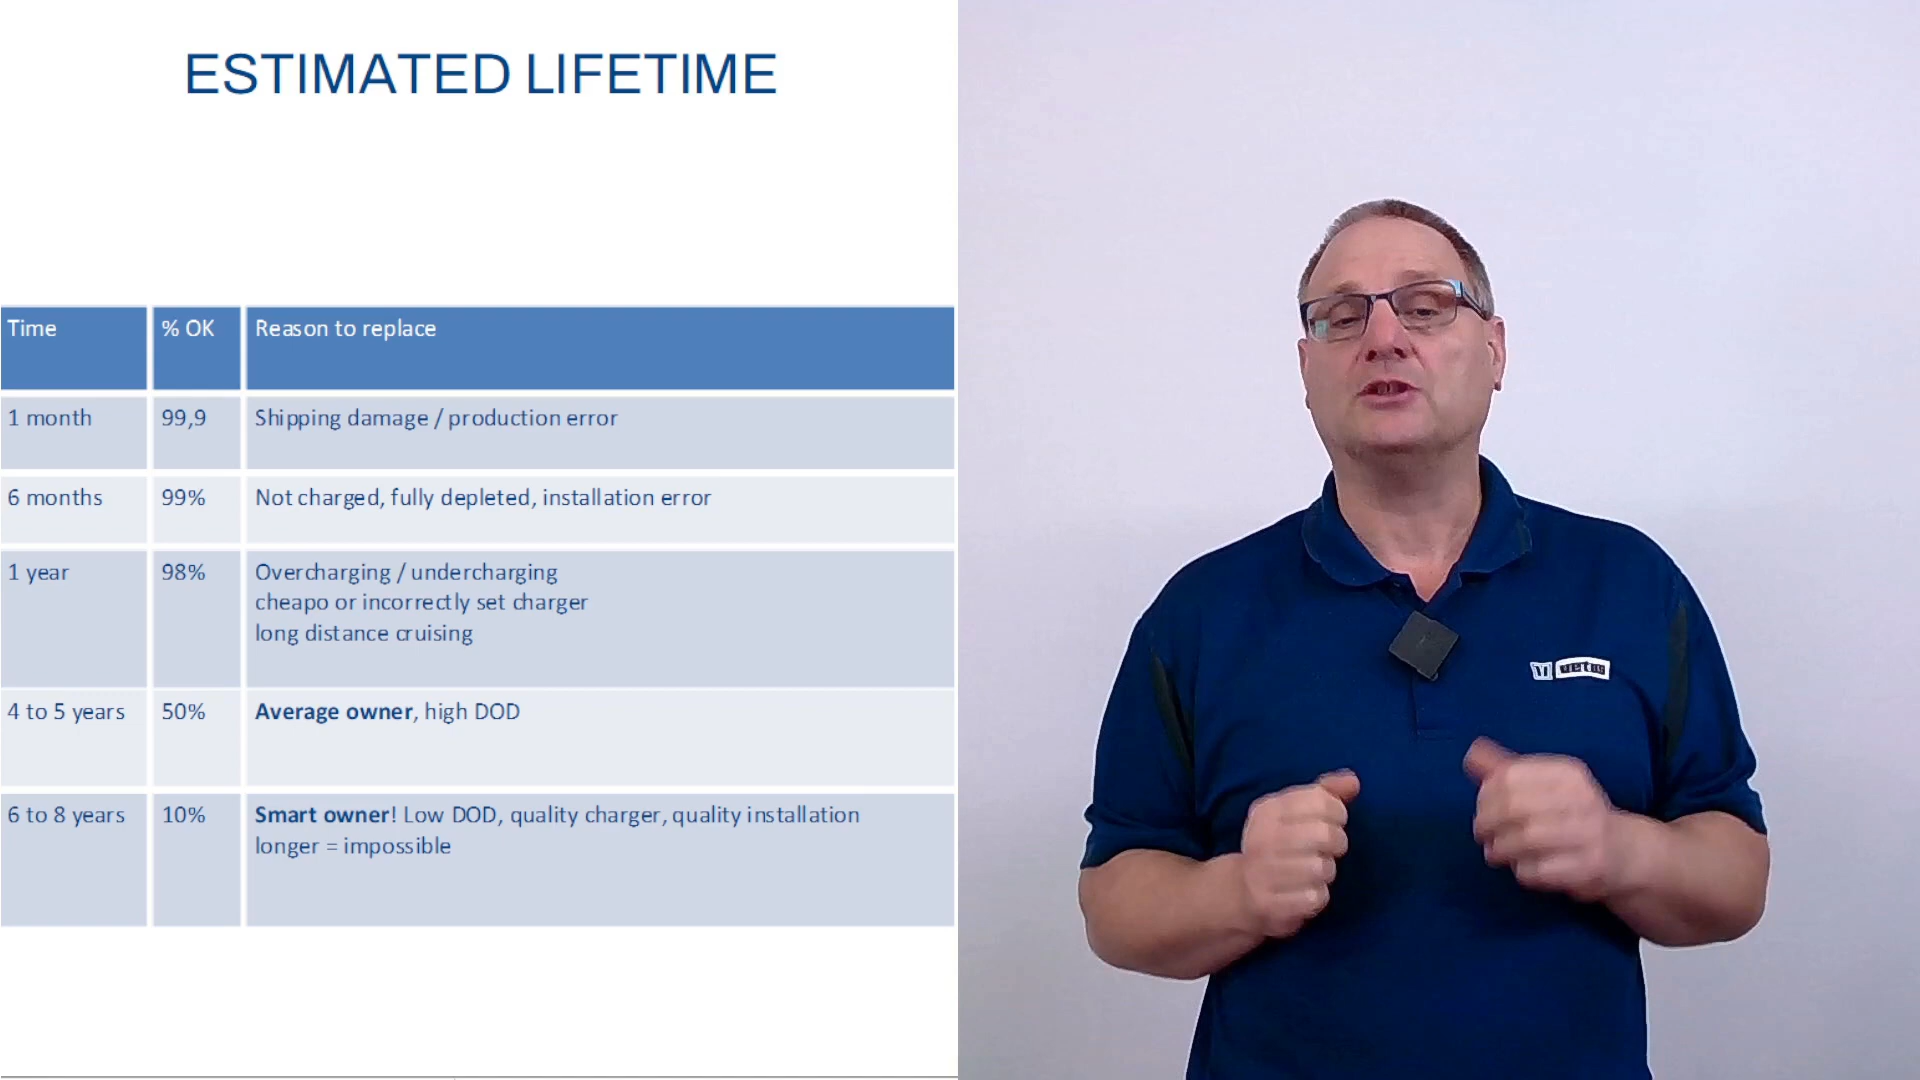 ESTIMATED LIFETIME
Time % OK Reason to replace
1 month 99,9 Shipping damage / production error
6 months 99% Not charged, fully depleted, installation error
1 year 98% Overcharging / undercharging
cheapo or incorrectly set charger
long distance cruising
4 to 5 years 50% Average owner, high DOD
6 to 8 years 10% Smart owner! Low DOD, quality charger, quality installation
longer = impossible
vetus